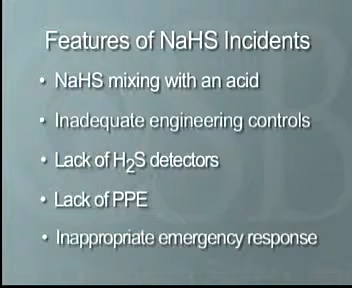 Features of NaHS Incidents
• NaHS mixing with an acid
• Inadequate engineering controls
• Lack of H₂S detectors
• Lack of PPE
• Inappropriate emergency response